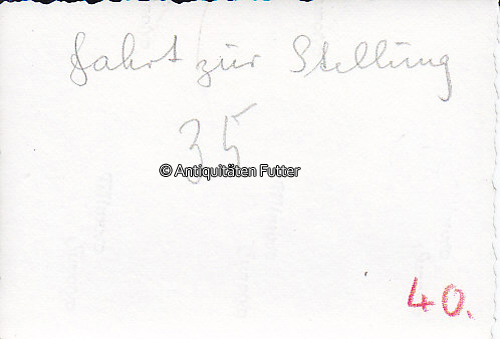 Fahrt zur Stellung
35
© Antiquitäten Futter
40.